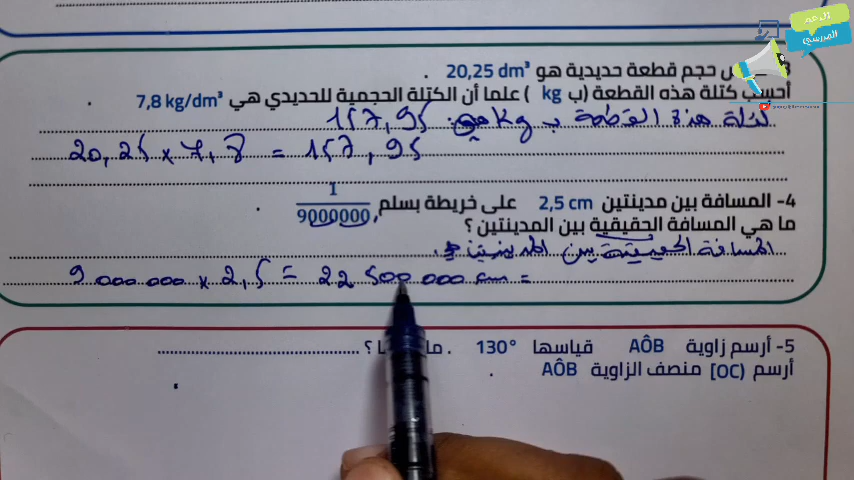 الدعم
المدرسي
حجم قطعة حديدية هو 20,25 dm³ .
أحسب كتلة هذه القطعة (ب kg ) علما أن الكتلة الحجمية للحديدي هي 7,8 kg/dm³ .
كتلة هذه القطعة ب Kg هي: 157,95
20,25 x 7,8 = 157,95
4- المسافة بين مدينتين 2,5 cm على خريطة بسلم 1/9000000 .
ما هي المسافة الحقيقية بين المدينتين ؟
المسافة الحقيقية بين المدينتين هي
9 000 000 x 2,5 = 22 500 000 cm =
5- أرسم زاوية AÔB قياسها 130° . ؟
أرسم [OC) منصف الزاوية AÔB .